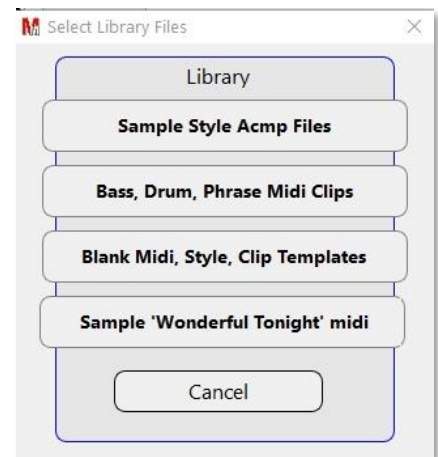 Select Library Files
Library
Sample Style Acmp Files
Bass, Drum, Phrase Midi Clips
Blank Midi, Style, Clip Templates
Sample 'Wonderful Tonight' midi
Cancel